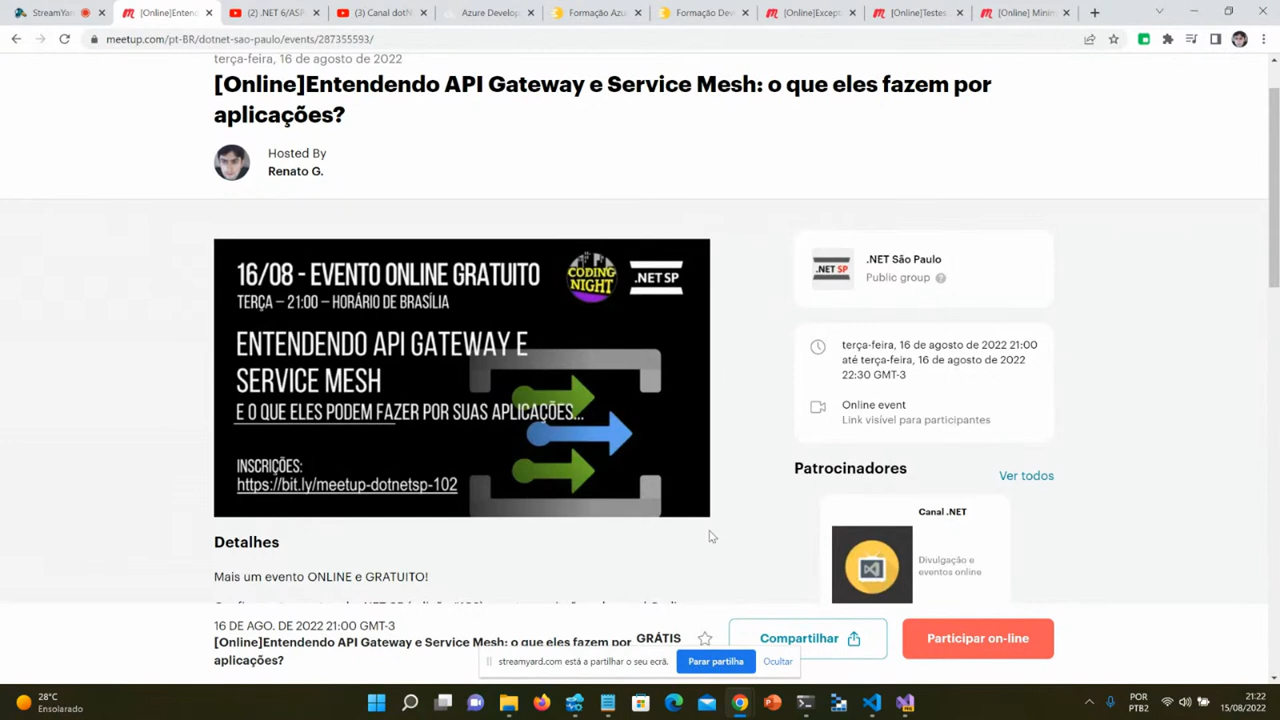 StreamYar
[Online]Enten
(2) .NET 6/ASP
(3) Canal dotN
Azure Develop
Formação Azu
Formação Dev
[Online]Except
[Online]Testes
[Online] Minim
meetup.com/pt-BR/dotnet-sao-paulo/events/287355593/
terça-feira, 16 de agosto de 2022
[Online]Entendendo API Gateway e Service Mesh: o que eles fazem por
aplicações?
Hosted By
Renato G.
16/08 - EVENTO ONLINE GRATUITO
TERÇA – 21:00 – HORÁRIO DE BRASÍLIA
CODING
NIGHT
.NET SP
ENTENDENDO API GATEWAY E
SERVICE MESH
E O QUE ELES PODEM FAZER POR SUAS APLICAÇÕES...
INSCRIÇÕES:
https://bit.ly/meetup-dotnetsp-102
.NET SP
.NET São Paulo
Public group
terça-feira, 16 de agosto de 2022 21:00
até terça-feira, 16 de agosto de 2022
22:30 GMT-3
Online event
Link visível para participantes
Patrocinadores
Ver todos
Canal .NET
Divulgação e
eventos online
Detalhes
Mais um evento ONLINE e GRATUITO!
16 DE AGO. DE 2022 21:00 GMT-3
[Online]Entendendo API Gateway e Service Mesh: o que eles fazem por
aplicações?
GRÁTIS
Compartilhar
Participar on-line
streamyard.com está a partilhar o seu ecrã.
Parar partilha
Ocultar
28°C
Ensolarado
POR
PTB2
21:22
15/08/2022